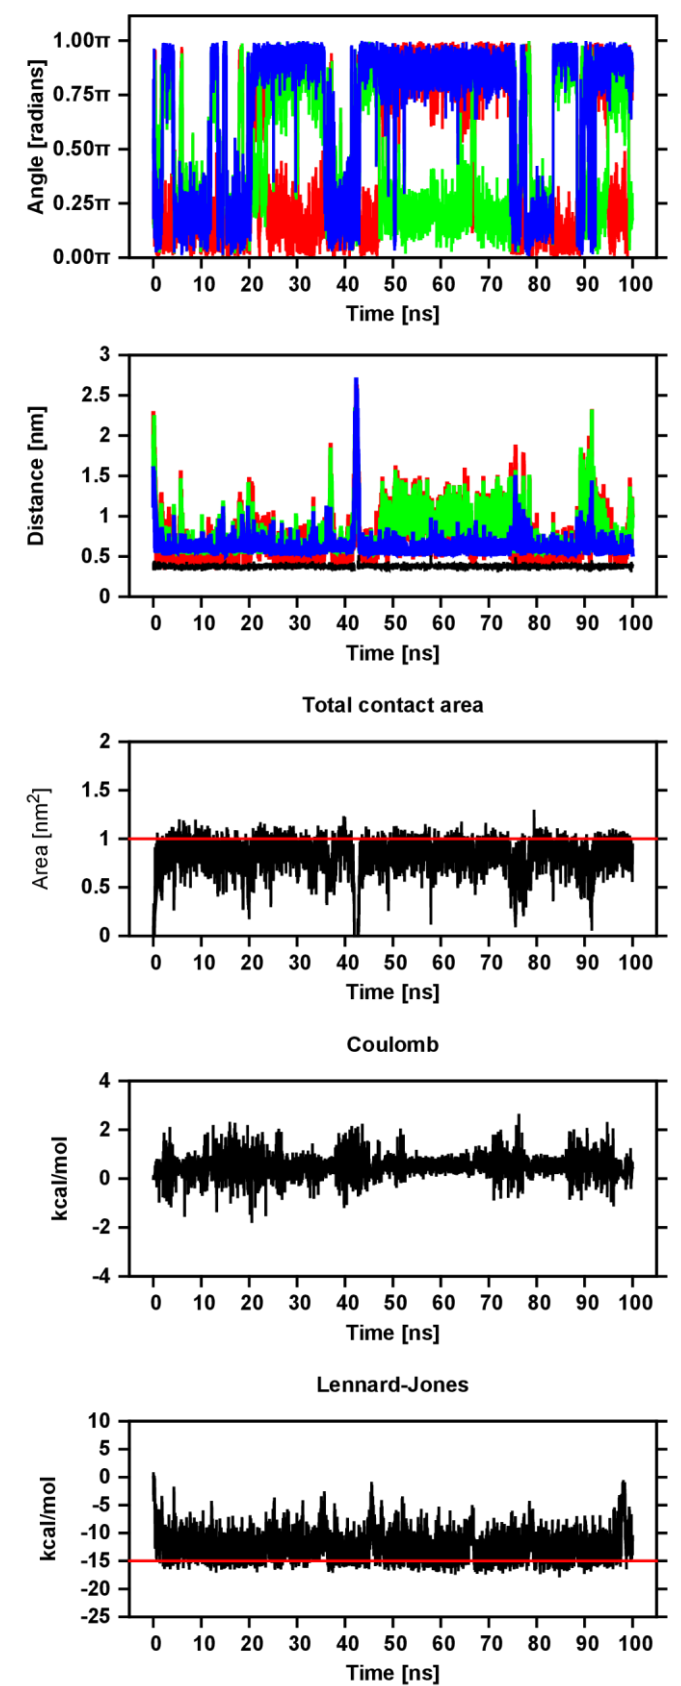 1.00π
0.75π
0.50π
0.25π
0.00π
Angle [radians]
0 10 20 30 40 50 60 70 80 90 100
Time [ns]
3
2.5
2
1.5
1
0.5
0
Distance [nm]
0 10 20 30 40 50 60 70 80 90 100
Time [ns]
Total contact area
2
1.5
1
0.5
0
Area [nm²]
0 10 20 30 40 50 60 70 80 90 100
Time [ns]
Coulomb
4
2
0
-2
-4
kcal/mol
0 10 20 30 40 50 60 70 80 90 100
Time [ns]
Lennard-Jones
10
5
0
-5
-10
-15
-20
-25
kcal/mol
0 10 20 30 40 50 60 70 80 90 100
Time [ns]